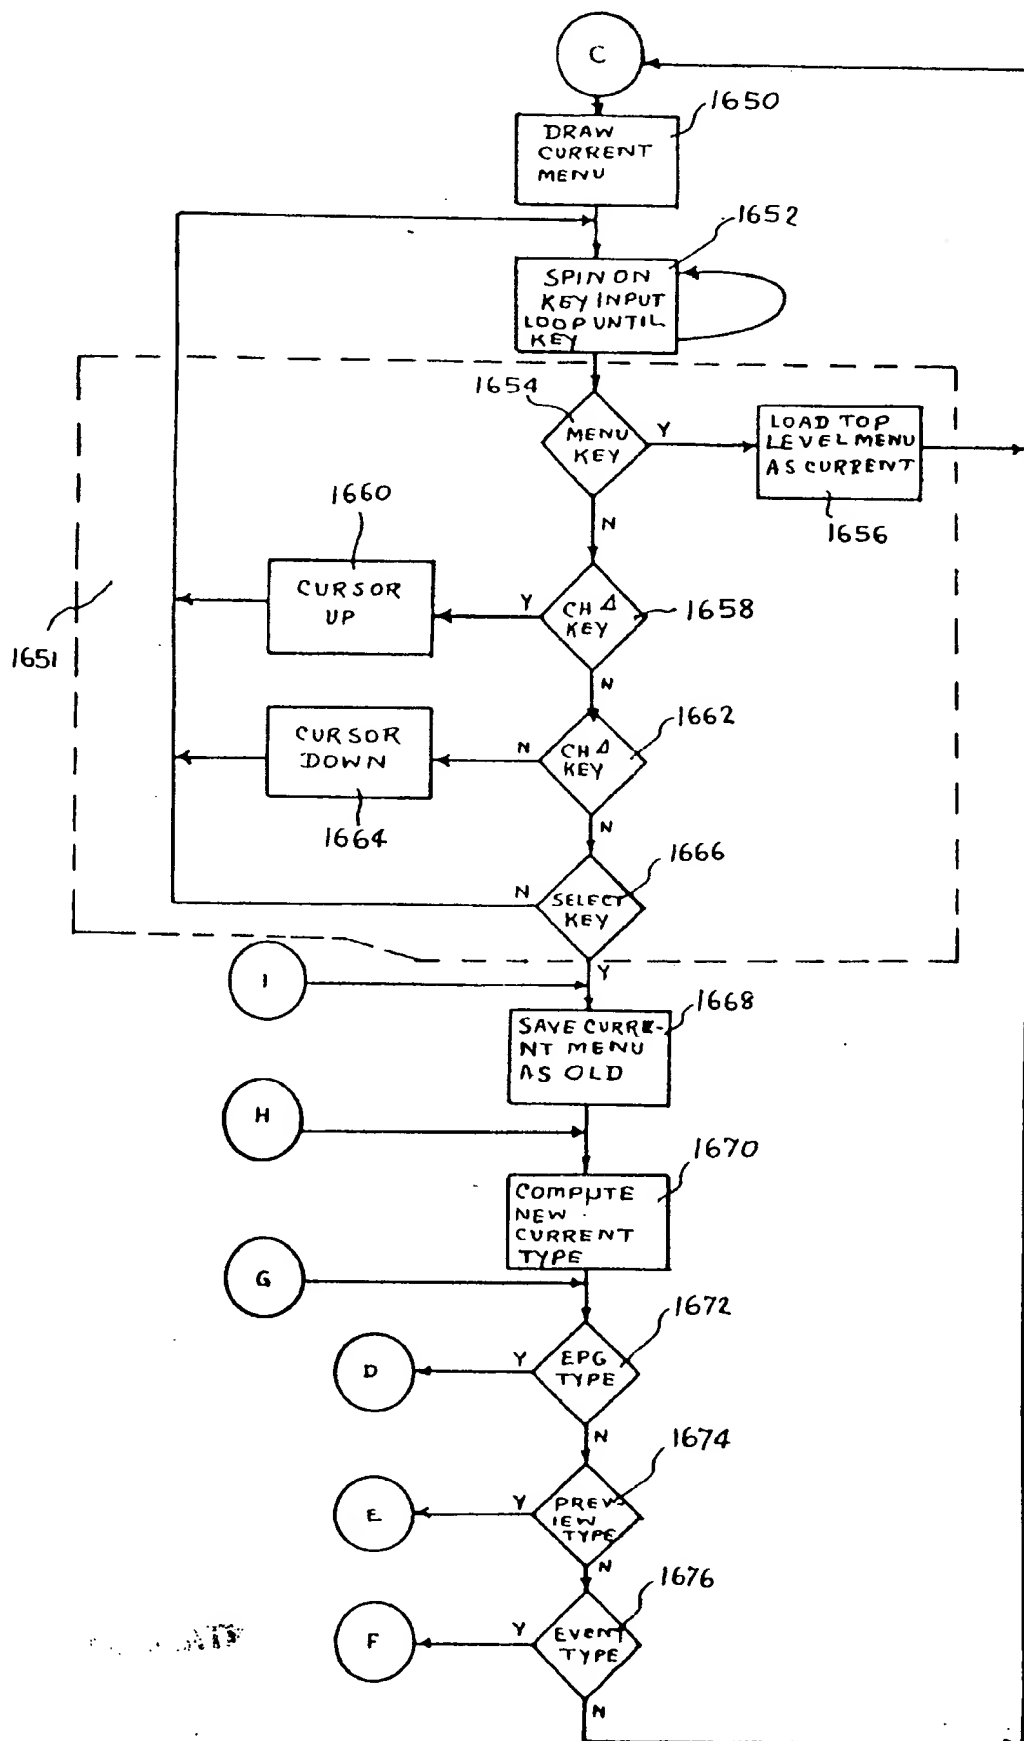 C
1650
DRAW
CURRENT
MENU
1652
SPIN ON
KEY INPUT
LOOP UNTIL
KEY
1654
MENU
KEY
Y
LOAD TOP
LEVEL MENU
AS CURRENT
1656
N
1660
CURSOR
UP
Y
CH Δ
KEY
1658
1651
N
1662
CURSOR
DOWN
N
CH Δ
KEY
1664
N
1666
N
SELECT
KEY
Y
I
1668
SAVE CURRE-
NT MENU
AS OLD
H
1670
COMPUTE
NEW
CURRENT
TYPE
G
1672
D
Y
EPG
TYPE
N
1674
E
Y
PREV-
IEW
TYPE
N
1676
F
Y
EVENT
TYPE
N